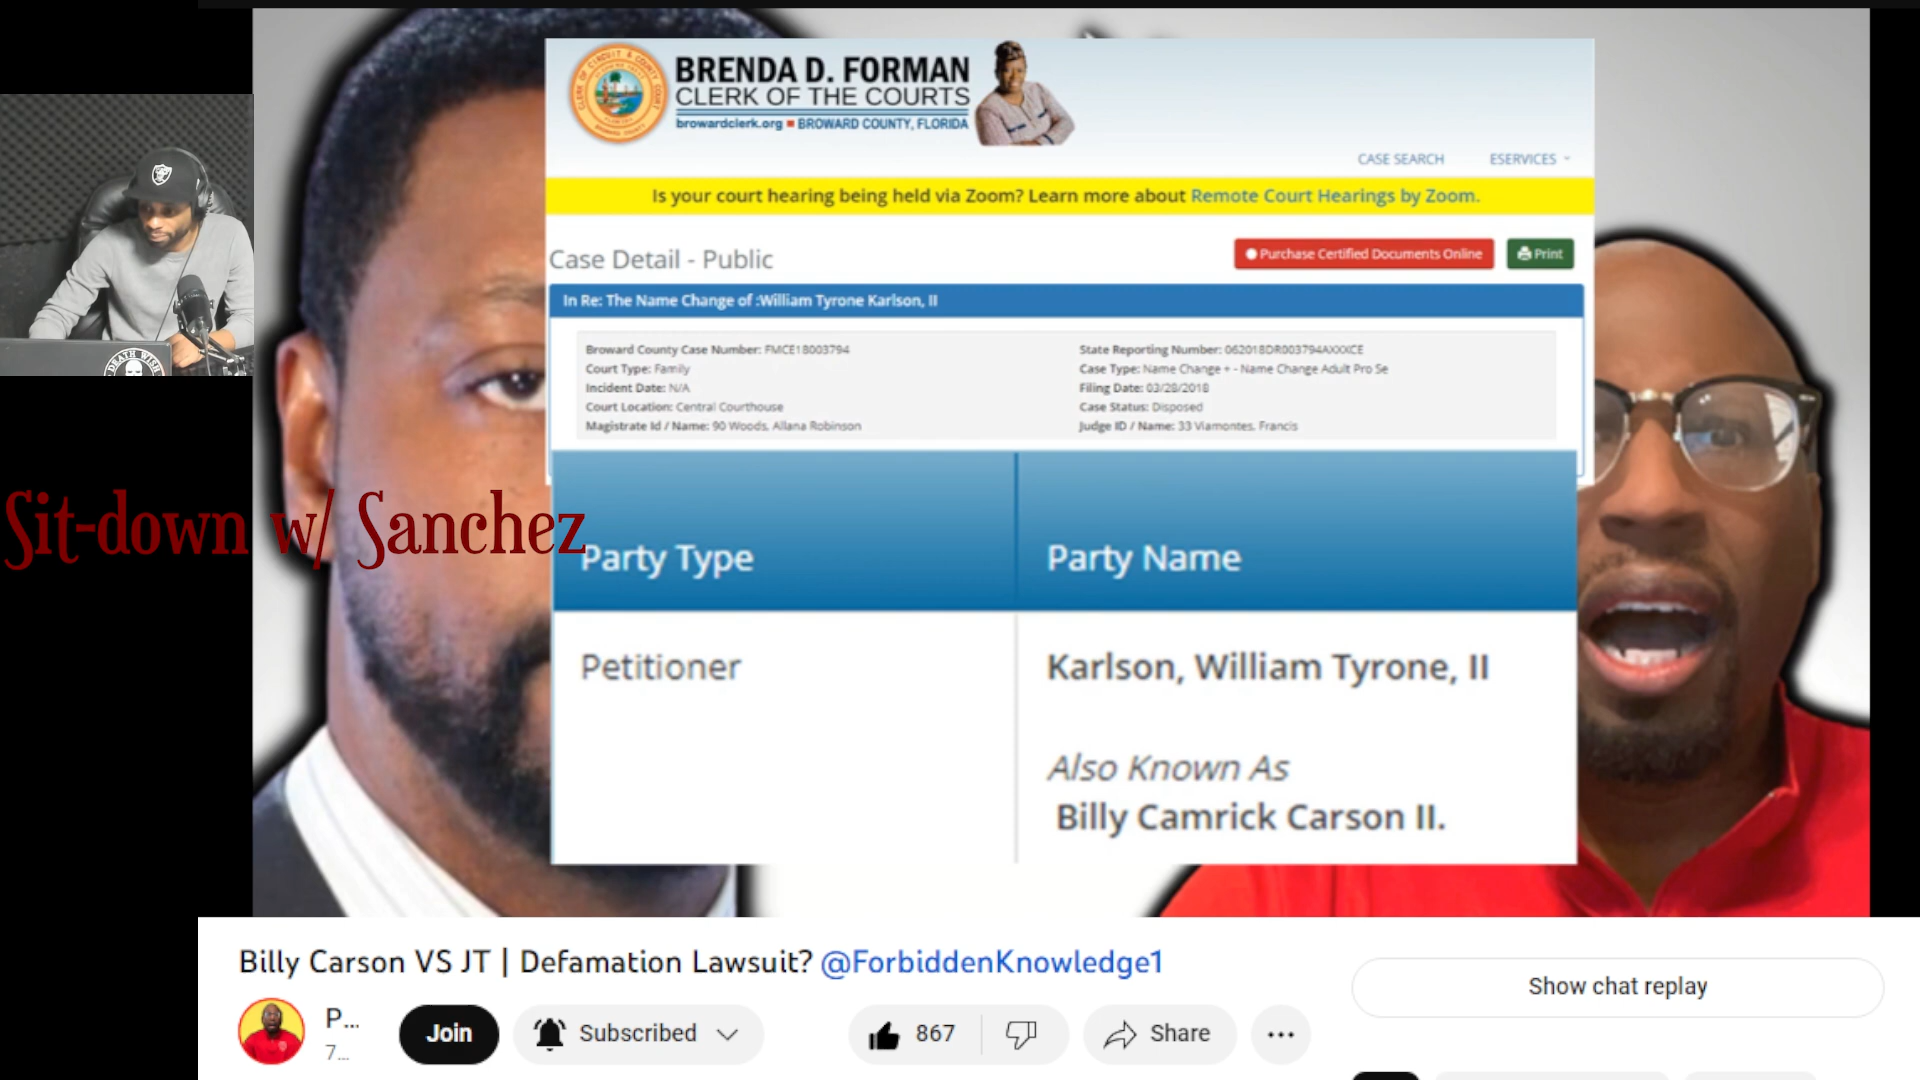 BRENDA D. FORMAN
CLERK OF THE COURTS
browardclerk.org ■ BROWARD COUNTY, FLORIDA
CASE SEARCH ESERVICES
Is your court hearing being held via Zoom? Learn more about Remote Court Hearings by Zoom.
Case Detail - Public
Purchase Certified Documents Online
Print
In Re: The Name Change of :William Tyrone Karlson, II
Broward County Case Number: FMCE18003794
State Reporting Number: 062018DR003794AXXXCE
Court Type: Family
Case Type: Name Change + - Name Change Adult Pro Se
Incident Date: N/A
Filing Date: 03/28/2018
Court Location: Central Courthouse
Case Status: Disposed
Magistrate Id / Name: 90 Woods, Allana Robinson
Judge ID / Name: 33 Viamontes, Francis
DEATH WISH
Sit-down w/ Sanchez
Party Type
Party Name
Petitioner
Karlson, William Tyrone, II
Also Known As
Billy Camrick Carson II.
Billy Carson VS JT | Defamation Lawsuit? @ForbiddenKnowledge1
Show chat replay
P...
7...
Join
Subscribed
867
Share